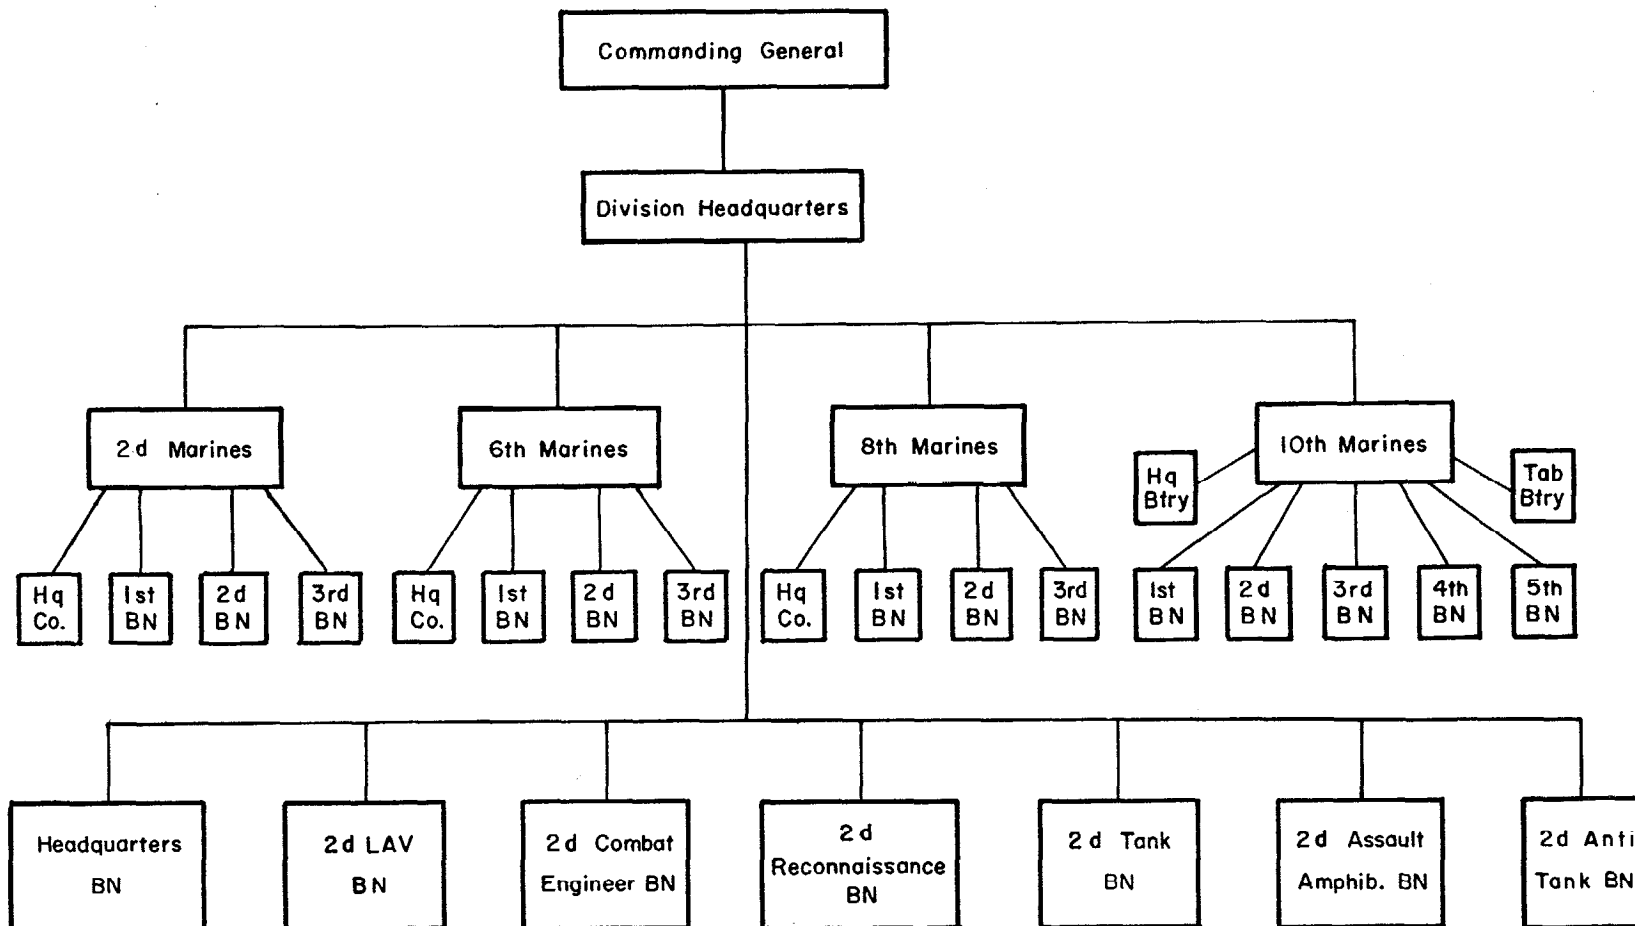 Commanding General
Division Headquarters
2d Marines
6th Marines
8th Marines
10th Marines
Hq
Btry
Tab
Btry
Hq
Co.
1st
BN
2d
BN
3rd
BN
Hq
Co.
1st
BN
2d
BN
3rd
BN
Hq
Co.
1st
BN
2d
BN
3rd
BN
1st
BN
2d
BN
3rd
BN
4th
BN
5th
BN
Headquarters
BN
2d LAV
BN
2d Combat
Engineer BN
2d
Reconnaissance
BN
2d Tank
BN
2d Assault
Amphib. BN
2d Anti
Tank BN